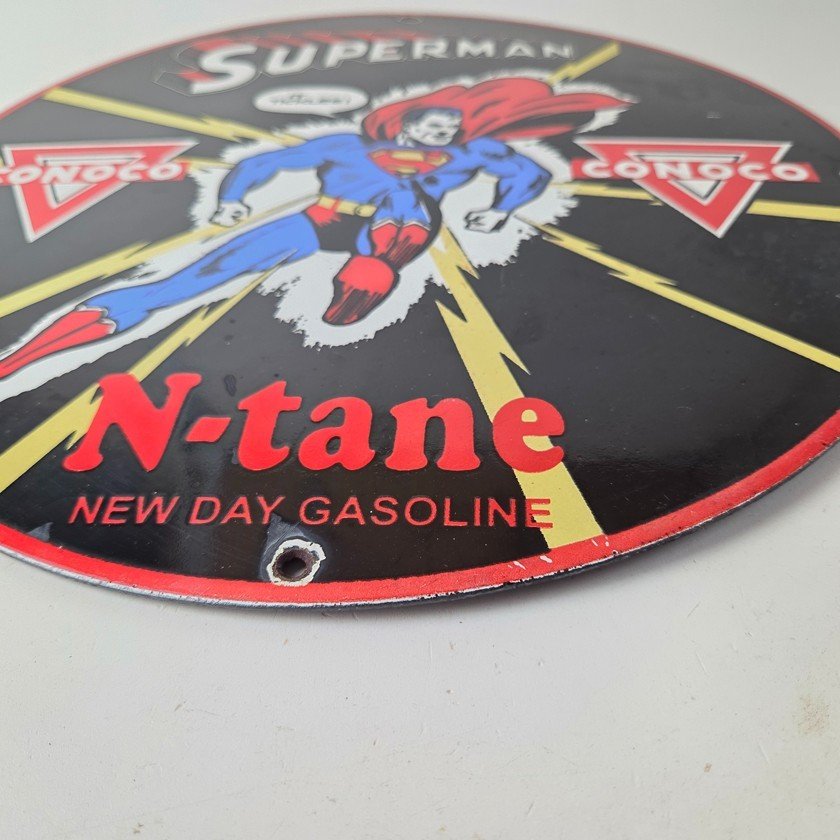 SUPERMAN
CONOCO
CONOCO
N-tane
NEW DAY GASOLINE